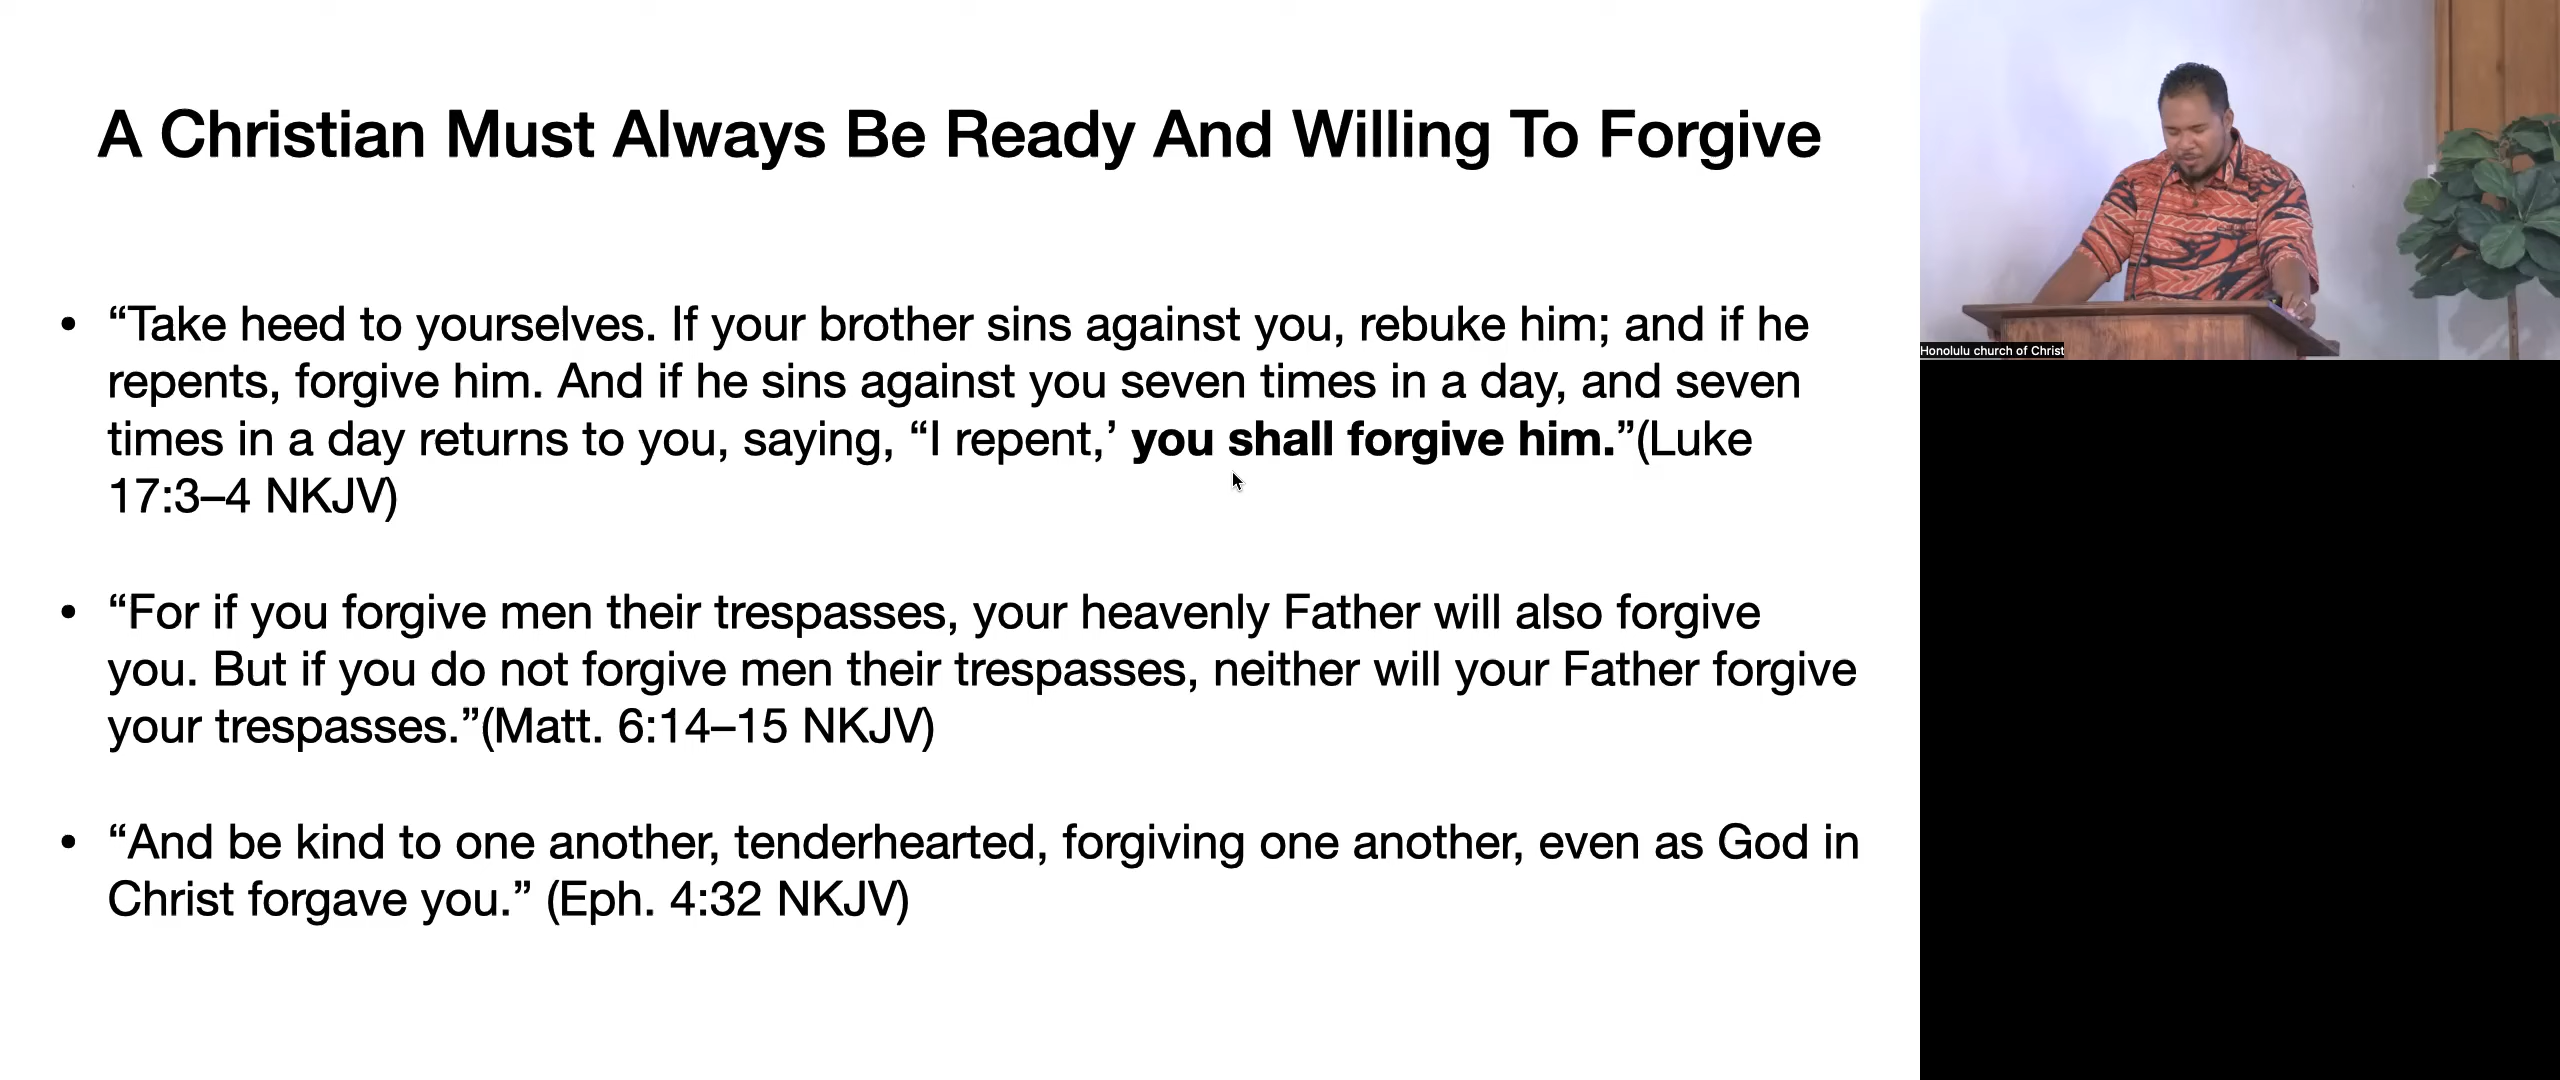 A Christian Must Always Be Ready And Willing To Forgive
• “Take heed to yourselves. If your brother sins against you, rebuke him; and if he
repents, forgive him. And if he sins against you seven times in a day, and seven
times in a day returns to you, saying, “I repent,’ you shall forgive him.”(Luke
17:3–4 NKJV)
• “For if you forgive men their trespasses, your heavenly Father will also forgive
you. But if you do not forgive men their trespasses, neither will your Father forgive
your trespasses.”(Matt. 6:14–15 NKJV)
• “And be kind to one another, tenderhearted, forgiving one another, even as God in
Christ forgave you.” (Eph. 4:32 NKJV)
Honolulu church of Christ